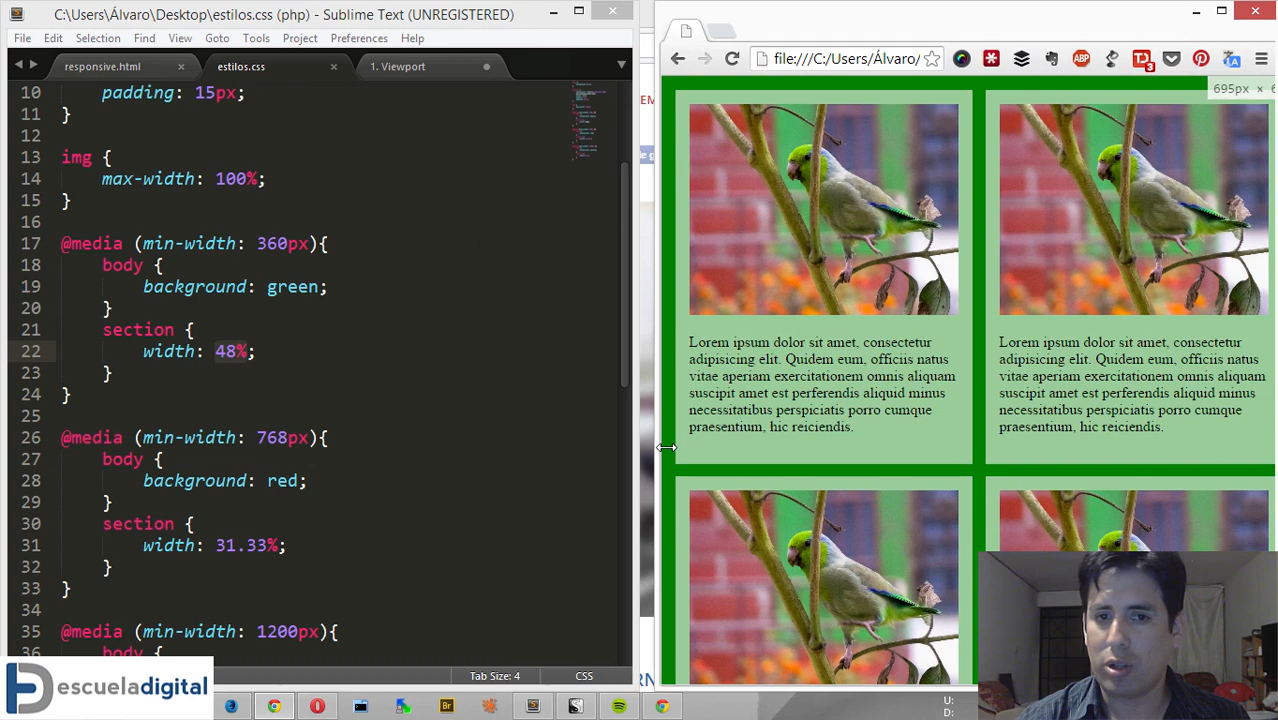 C:\Users\Álvaro\Desktop\estilos.css (php) - Sublime Text (UNREGISTERED)
File Edit Selection Find View Goto Tools Project Preferences Help
responsive.html × estilos.css × 1. Viewport
10 padding: 15px;
11 }
12
13 img {
14 max-width: 100%;
15 }
16
17 @media (min-width: 360px){
18 body {
19 background: green;
20 }
21 section {
22 width: 48%;
23 }
24 }
25
26 @media (min-width: 768px){
27 body {
28 background: red;
29 }
30 section {
31 width: 31.33%;
32 }
33 }
34
35 @media (min-width: 1200px){
Tab Size: 4 CSS
escueladigital
Br
file:///C:/Users/Álvaro/
ABP
3
695px ×
Lorem ipsum dolor sit amet, consectetur
adipisicing elit. Quidem eum, officiis natus
vitae aperiam exercitationem omnis aliquam
suscipit amet est perferendis aliquid minus
necessitatibus perspiciatis porro cumque
praesentium, hic reiciendis.
Lorem ipsum dolor sit amet, consectetur
adipisicing elit. Quidem eum, officiis natus
vitae aperiam exercitationem omnis aliquam
suscipit amet est perferendis aliquid minus
necessitatibus perspiciatis porro cumque
praesentium, hic reiciendis.
U:
D: